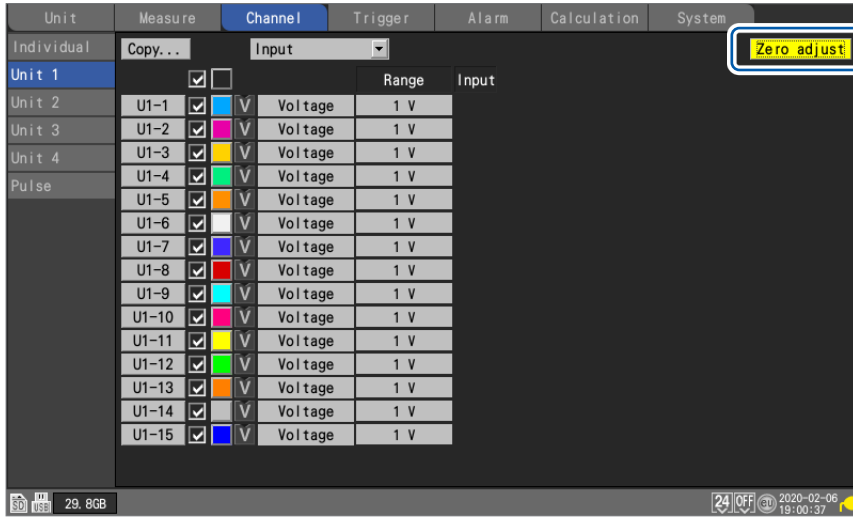 Unit Measure Channel Trigger Alarm Calculation System
Individual Copy... Input Zero adjust
Unit 1 Range Input
Unit 2 U1-1 V Voltage 1 V
U1-2 V Voltage 1 V
Unit 3 U1-3 V Voltage 1 V
Unit 4 U1-4 V Voltage 1 V
Pulse U1-5 V Voltage 1 V
U1-6 V Voltage 1 V
U1-7 V Voltage 1 V
U1-8 V Voltage 1 V
U1-9 V Voltage 1 V
U1-10 V Voltage 1 V
U1-11 V Voltage 1 V
U1-12 V Voltage 1 V
U1-13 V Voltage 1 V
U1-14 V Voltage 1 V
U1-15 V Voltage 1 V
SD USB 29.8GB 24 OFF 2020-02-06
19:00:37